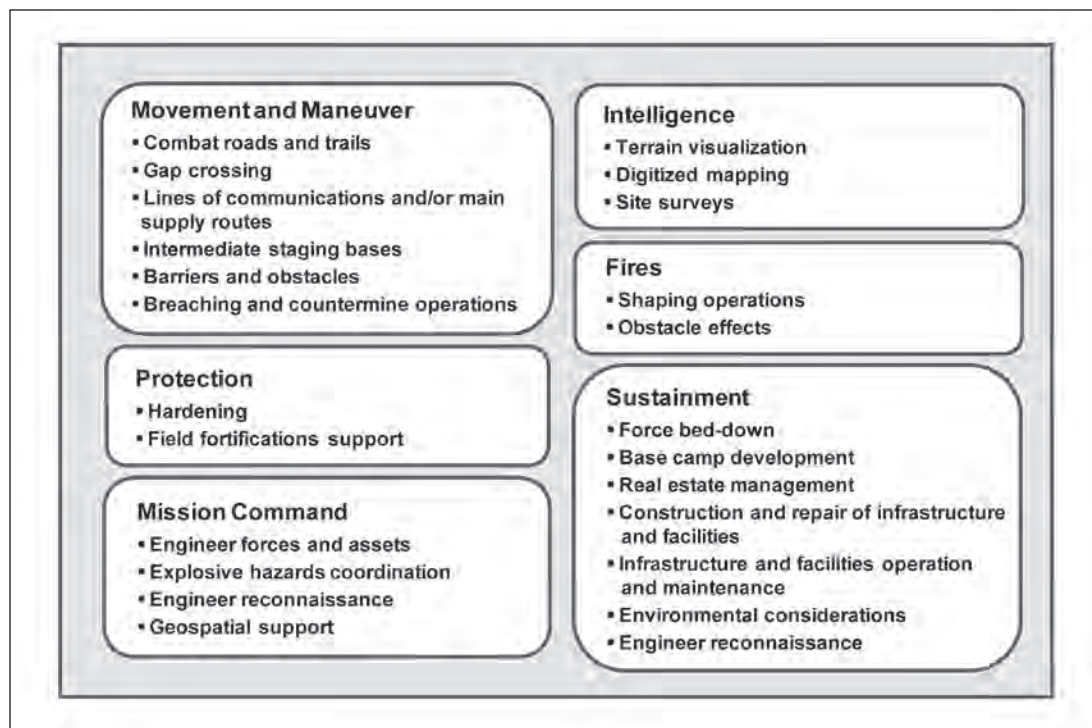 Movement and Maneuver
▪ Combat roads and trails
▪ Gap crossing
▪ Lines of communications and/or main
supply routes
▪ Intermediate staging bases
▪ Barriers and obstacles
▪ Breaching and countermine operations
Protection
▪ Hardening
▪ Field fortifications support
Mission Command
▪ Engineer forces and assets
▪ Explosive hazards coordination
▪ Engineer reconnaissance
▪ Geospatial support
Intelligence
▪ Terrain visualization
▪ Digitized mapping
▪ Site surveys
Fires
▪ Shaping operations
▪ Obstacle effects
Sustainment
▪ Force bed-down
▪ Base camp development
▪ Real estate management
▪ Construction and repair of infrastructure
and facilities
▪ Infrastructure and facilities operation
and maintenance
▪ Environmental considerations
▪ Engineer reconnaissance